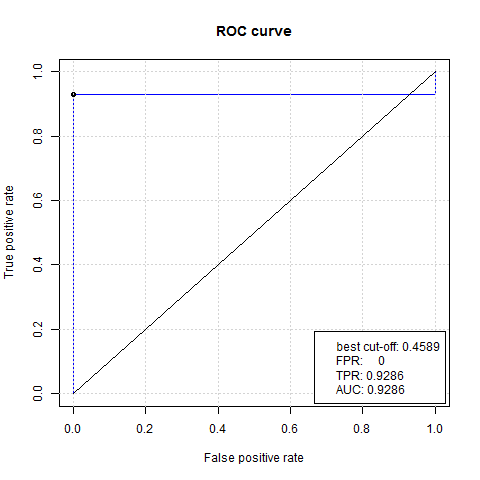 ROC curve
True positive rate
1.0
0.8
0.6
0.4
0.2
0.0
best cut-off: 0.4589
FPR: 0
TPR: 0.9286
AUC: 0.9286
0.0 0.2 0.4 0.6 0.8 1.0
False positive rate